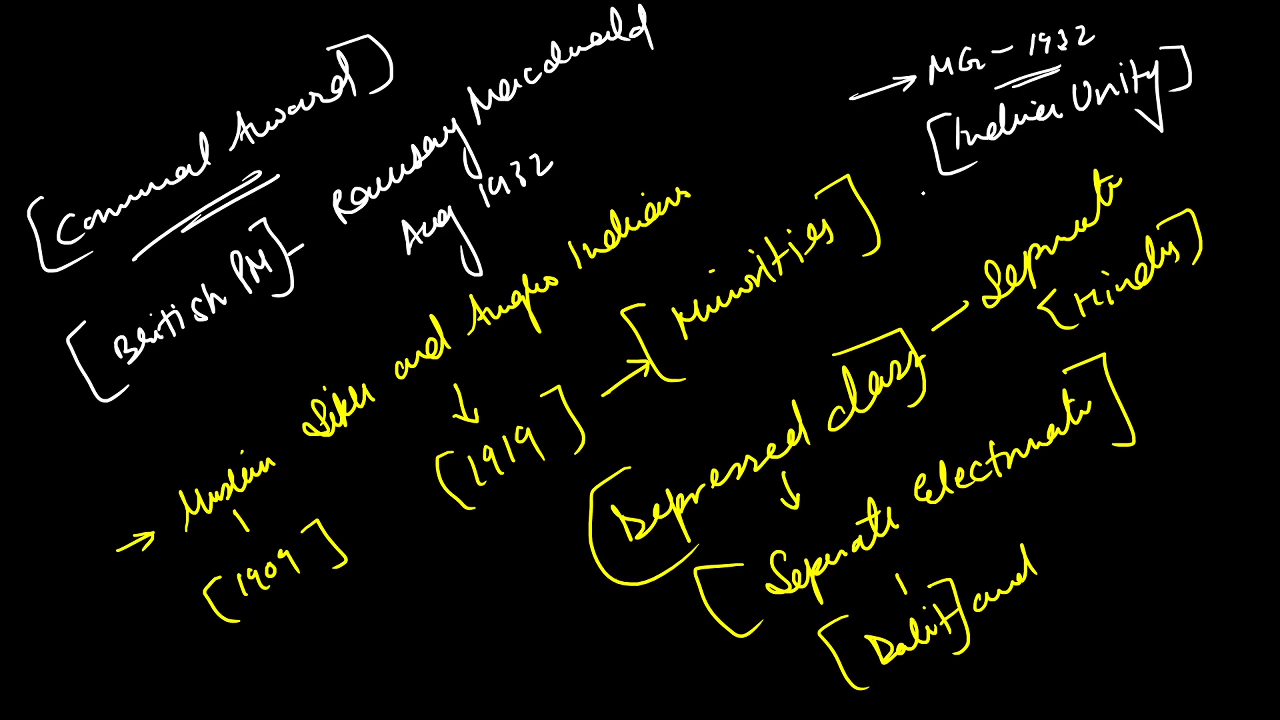 [Communal Award]
[British PM] - Ramsay Macdonald
Aug 1932
→ MG - 1932
[Indian Unity]
→ Muslim Sikh and Anglo Indians
[1909]
↓
[1919] → [Minorities]
[Depressed class] - Separate
[Hindu]
↓
[Separate Electorate]
[Dalit] and